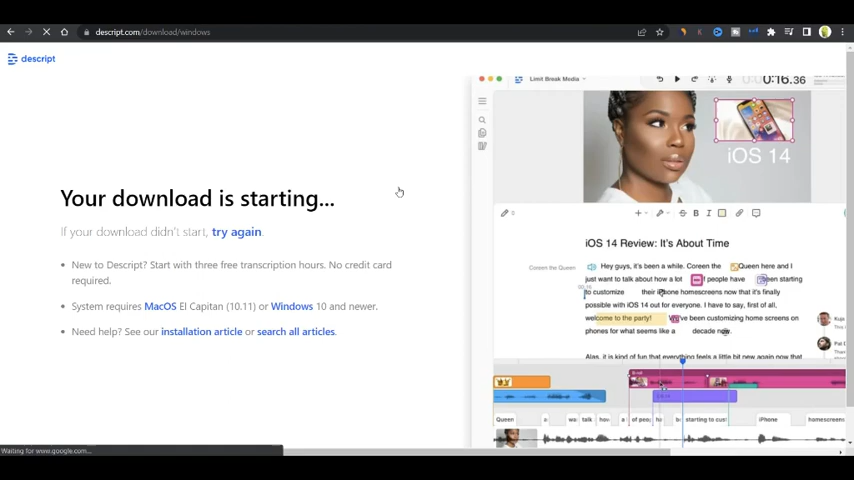 descript.com/download/windows
descript
Your download is starting...
If your download didn't start, try again.
New to Descript? Start with three free transcription hours. No credit card
required.
System requires MacOS El Capitan (10.11) or Windows 10 and newer.
Need help? See our installation article or search all articles.
Limit Break Media
16.36
iOS 14
B I
iOS 14 Review: It's About Time
Coreen the Queen
Hey guys, it's been a while. Coreen the Queen here and I
just want to talk about how a lot of people have been starting
to customize their iphone homescreens now that it's finally
possible with iOS 14 out for everyone. I have to say, first of all,
welcome to the party! We've been customizing home screens on
phones for what seems like a decade now.
Alas, it is kind of fun that everything feels a little bit new again now that
Queen
talk
starting to cust
iPhone
homescreens
Waiting for www.google.com...